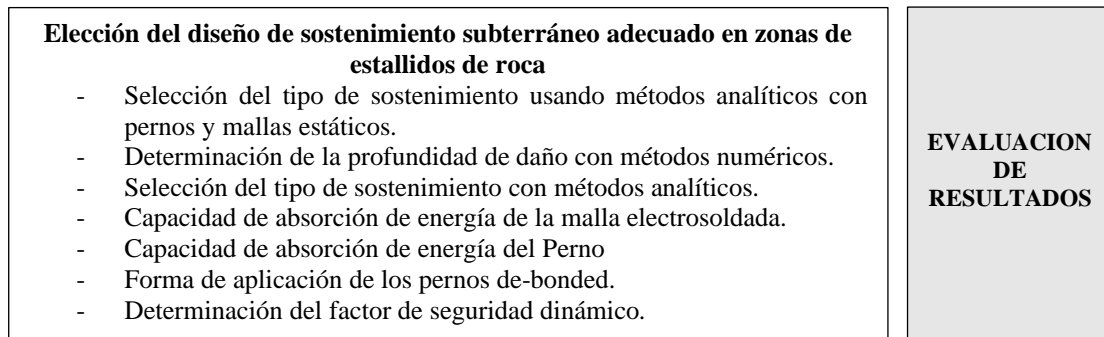 Elección del diseño de sostenimiento subterráneo adecuado en zonas de
estallidos de roca
- Selección del tipo de sostenimiento usando métodos analíticos con
pernos y mallas estáticos.
- Determinación de la profundidad de daño con métodos numéricos.
- Selección del tipo de sostenimiento con métodos analíticos.
- Capacidad de absorción de energía de la malla electrosoldada.
- Capacidad de absorción de energía del Perno
- Forma de aplicación de los pernos de-bonded.
- Determinación del factor de seguridad dinámico.
EVALUACION
DE
RESULTADOS